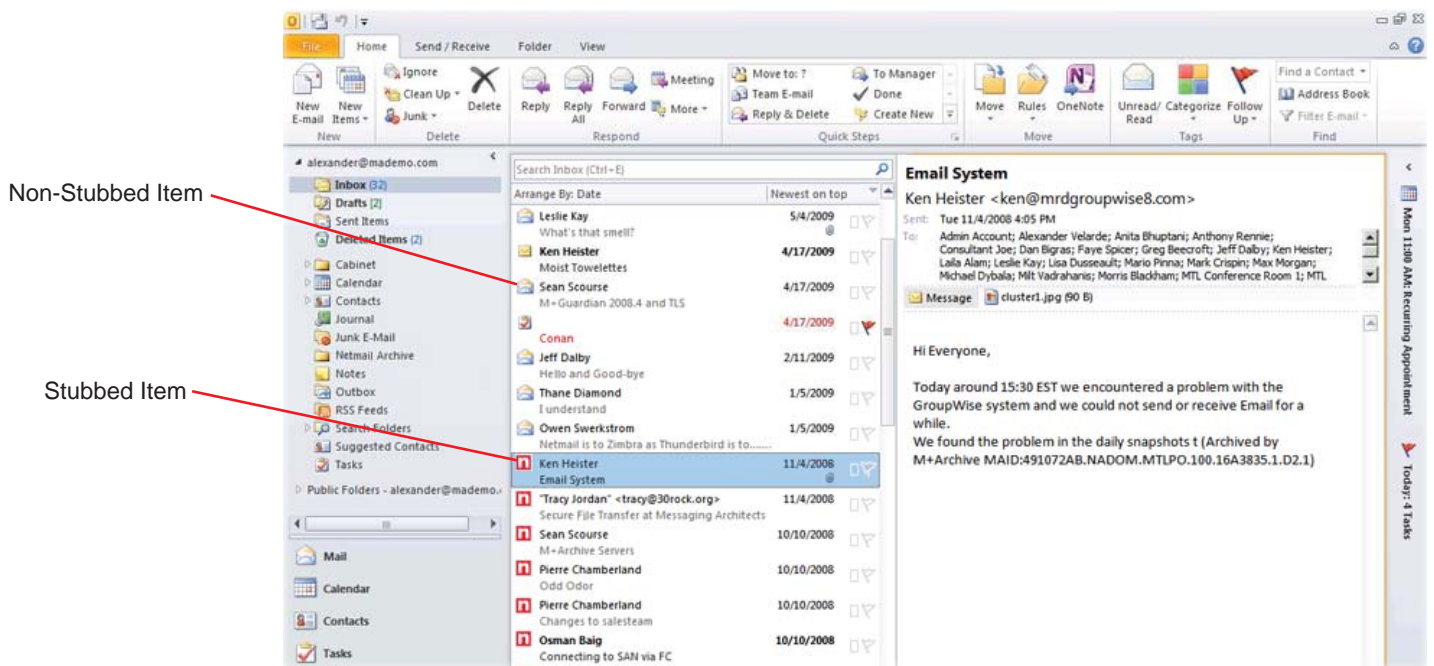 File Home Send / Receive Folder View
New E-mail
New Items
Ignore
Clean Up
Junk
Delete
Reply
Reply All
Forward
Meeting
More
Move to: ?
Team E-mail
Reply & Delete
To Manager
Done
Create New
Move
Rules
OneNote
Unread/ Read
Categorize
Follow Up
Find a Contact
Address Book
Filter E-mail
New Delete Respond Quick Steps Move Tags Find
Non-Stubbed Item
Stubbed Item
alexander@mademo.com
Inbox (32)
Drafts [2]
Sent Items
Deleted Items (2)
Cabinet
Calendar
Contacts
Journal
Junk E-Mail
Netmail Archive
Notes
Outbox
RSS Feeds
Search Folders
Suggested Contacts
Tasks
Public Folders - alexander@mademo.
Mail
Calendar
Contacts
Tasks
Search Inbox (Ctrl+E)
Arrange By: Date Newest on top
Leslie Kay 5/4/2009
What's that smell?
Ken Heister 4/17/2009
Moist Towelettes
Sean Scourse 4/17/2009
M+Guardian 2008.4 and TLS
4/17/2009
Conan
Jeff Dalby 2/11/2009
Hello and Good-bye
Thane Diamond 1/5/2009
I understand
Owen Swerkstrom 1/5/2009
Netmail is to Zimbra as Thunderbird is to.......
Ken Heister 11/4/2008
Email System
"Tracy Jordan" <tracy@30rock.org> 11/4/2008
Secure File Transfer at Messaging Architects
Sean Scourse 10/10/2008
M+Archive Servers
Pierre Chamberland 10/10/2008
Odd Odor
Pierre Chamberland 10/10/2008
Changes to salesteam
Osman Baig 10/10/2008
Connecting to SAN via FC
Email System
Ken Heister <ken@mrdgroupwise8.com>
Sent: Tue 11/4/2008 4:05 PM
To: Admin Account; Alexander Velarde; Anita Bhuptani; Anthony Rennie;
Consultant Joe; Dan Bigras; Faye Spicer; Greg Beecroft; Jeff Dalby; Ken Heister;
Laila Alam; Leslie Kay; Lisa Dusseault; Mario Pinna; Mark Crispin; Max Morgan;
Michael Dybala; Milt Vadrahanis; Morris Blackham; MTL Conference Room 1; MTL
Message cluster1.jpg (90 B)
Hi Everyone,
Today around 15:30 EST we encountered a problem with the
GroupWise system and we could not send or receive Email for a
while.
We found the problem in the daily snapshots t (Archived by
M+Archive MAID:491072AB.NADOM.MTLPO.100.16A3835.1.D2.1)
Mon 11:00 AM: Recurring Appointment
Today: 4 Tasks